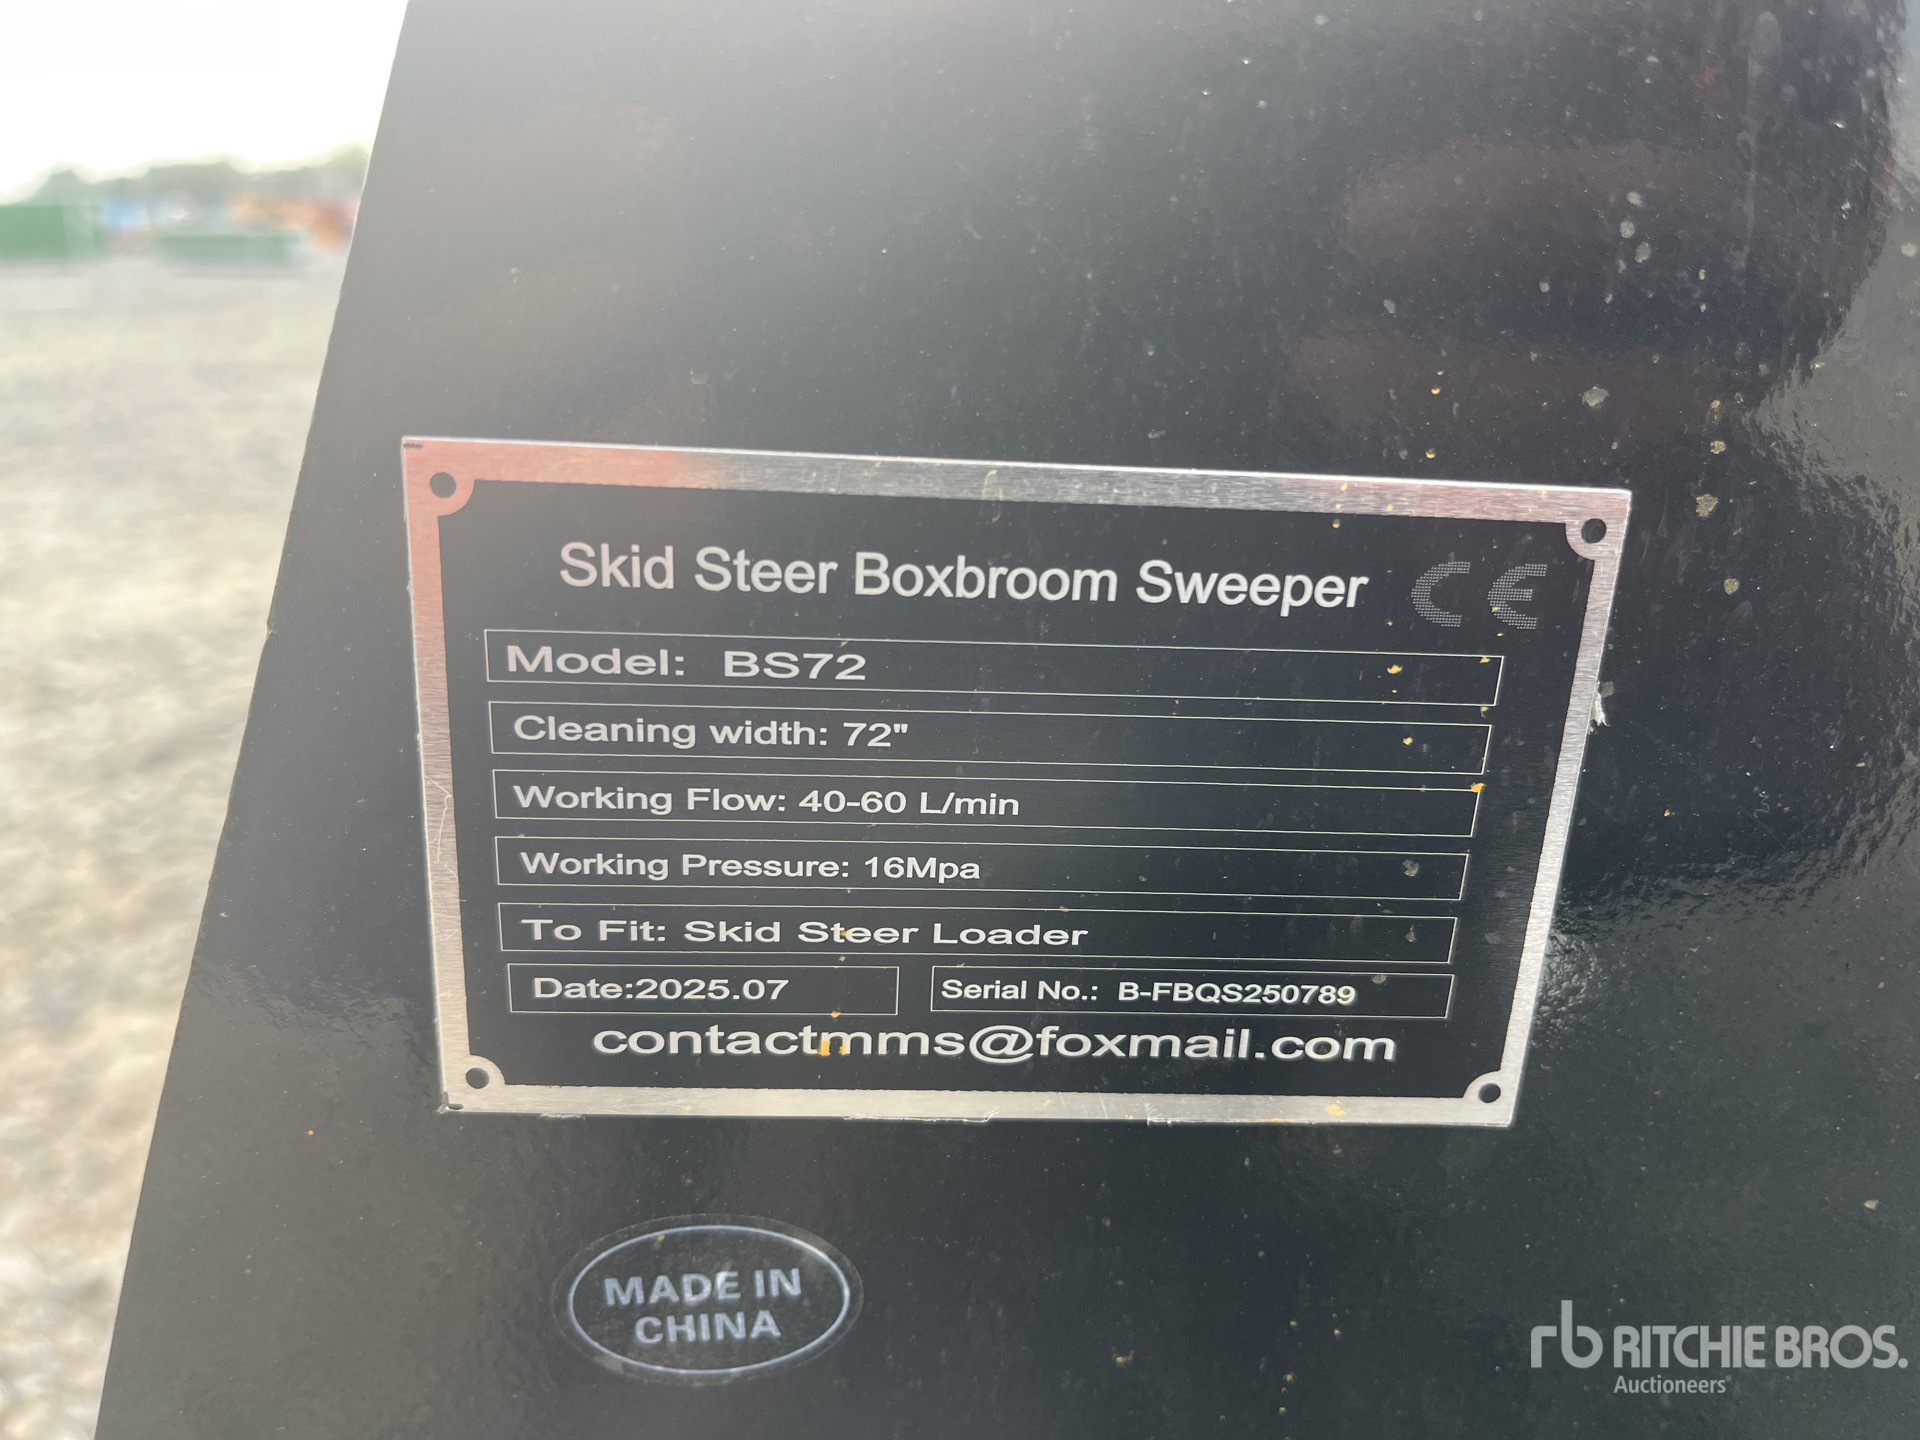 Skid Steer Boxbroom Sweeper CE
Model: BS72
Cleaning width: 72"
Working Flow: 40-60 L/min
Working Pressure: 16Mpa
To Fit: Skid Steer Loader
Date:2025.07 Serial No.: B-FBQS250789
contactmms@foxmail.com
MADE IN
CHINA
rb RITCHIE BROS.
Auctioneers